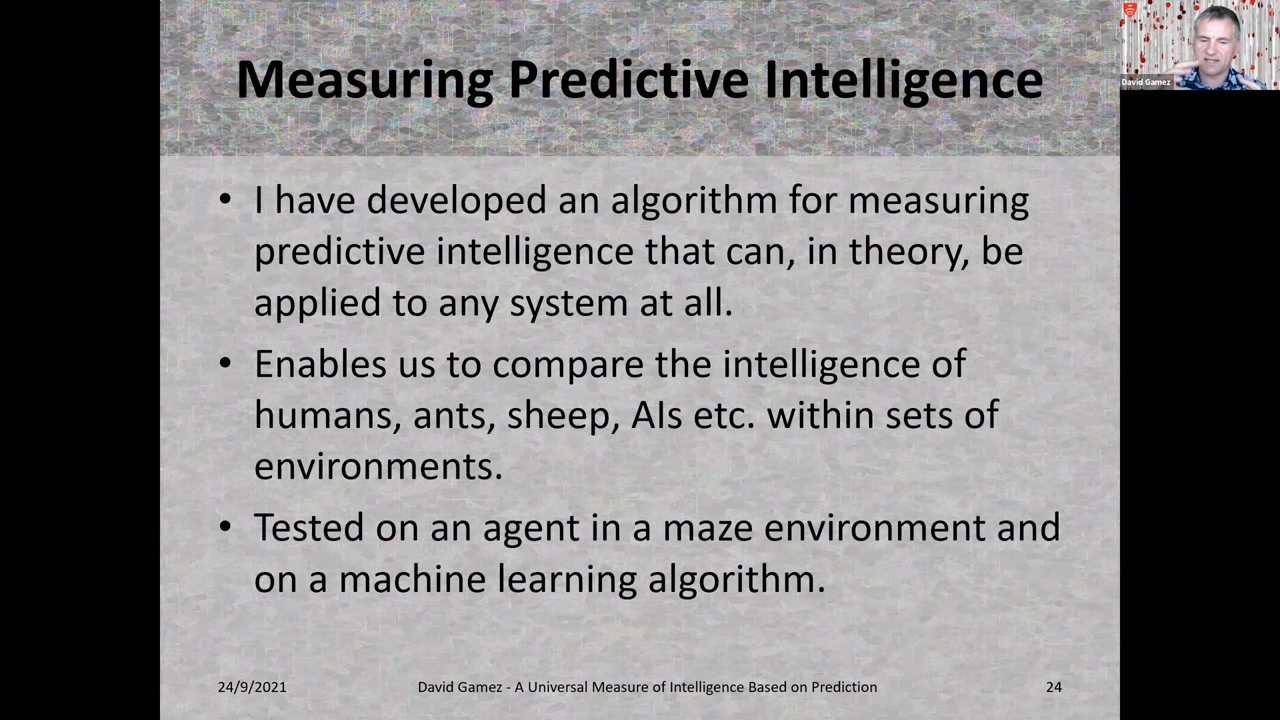 Measuring Predictive Intelligence
David Gamez
• I have developed an algorithm for measuring
predictive intelligence that can, in theory, be
applied to any system at all.
• Enables us to compare the intelligence of
humans, ants, sheep, AIs etc. within sets of
environments.
• Tested on an agent in a maze environment and
on a machine learning algorithm.
24/9/2021
David Gamez - A Universal Measure of Intelligence Based on Prediction
24